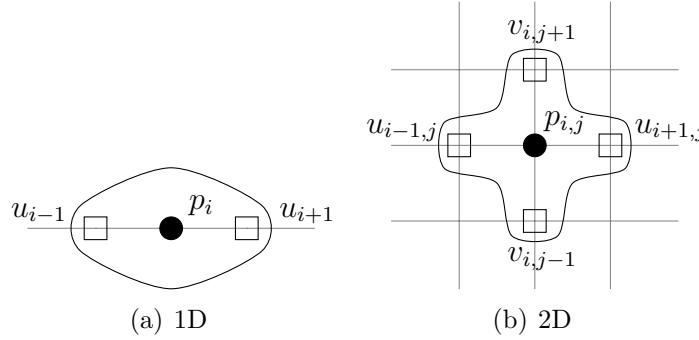 v_{i,j+1}
u_{i-1,j} p_{i,j} u_{i+1,j}
u_{i-1} p_i u_{i+1}
v_{i,j-1}
(a) 1D (b) 2D